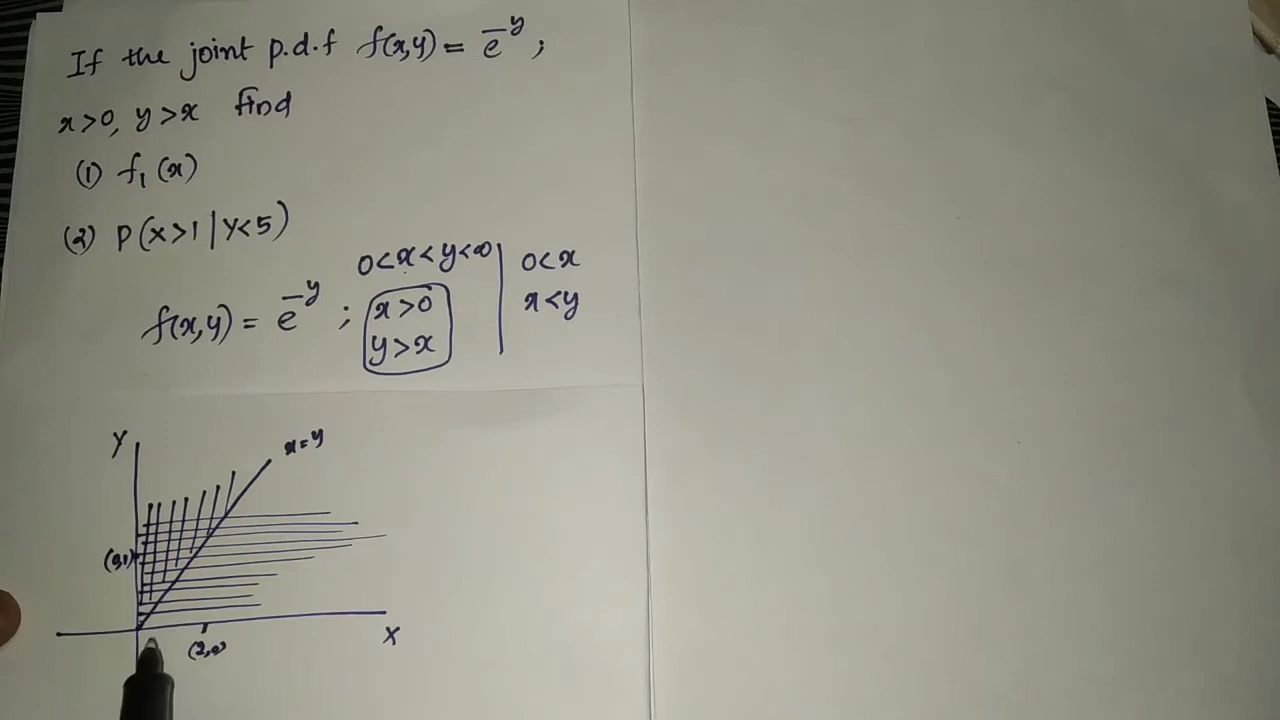 If the joint p.d.f f(x,y) = e^-y ;
x>0, y>x find
(1) f₁(x)
(2) P(X>1 | Y<5)
0<x<y<∞
0<x
f(x,y) = e^-y ; x>0
y>x
x<y
Y
x=y
(0,1)
X
(2,0)